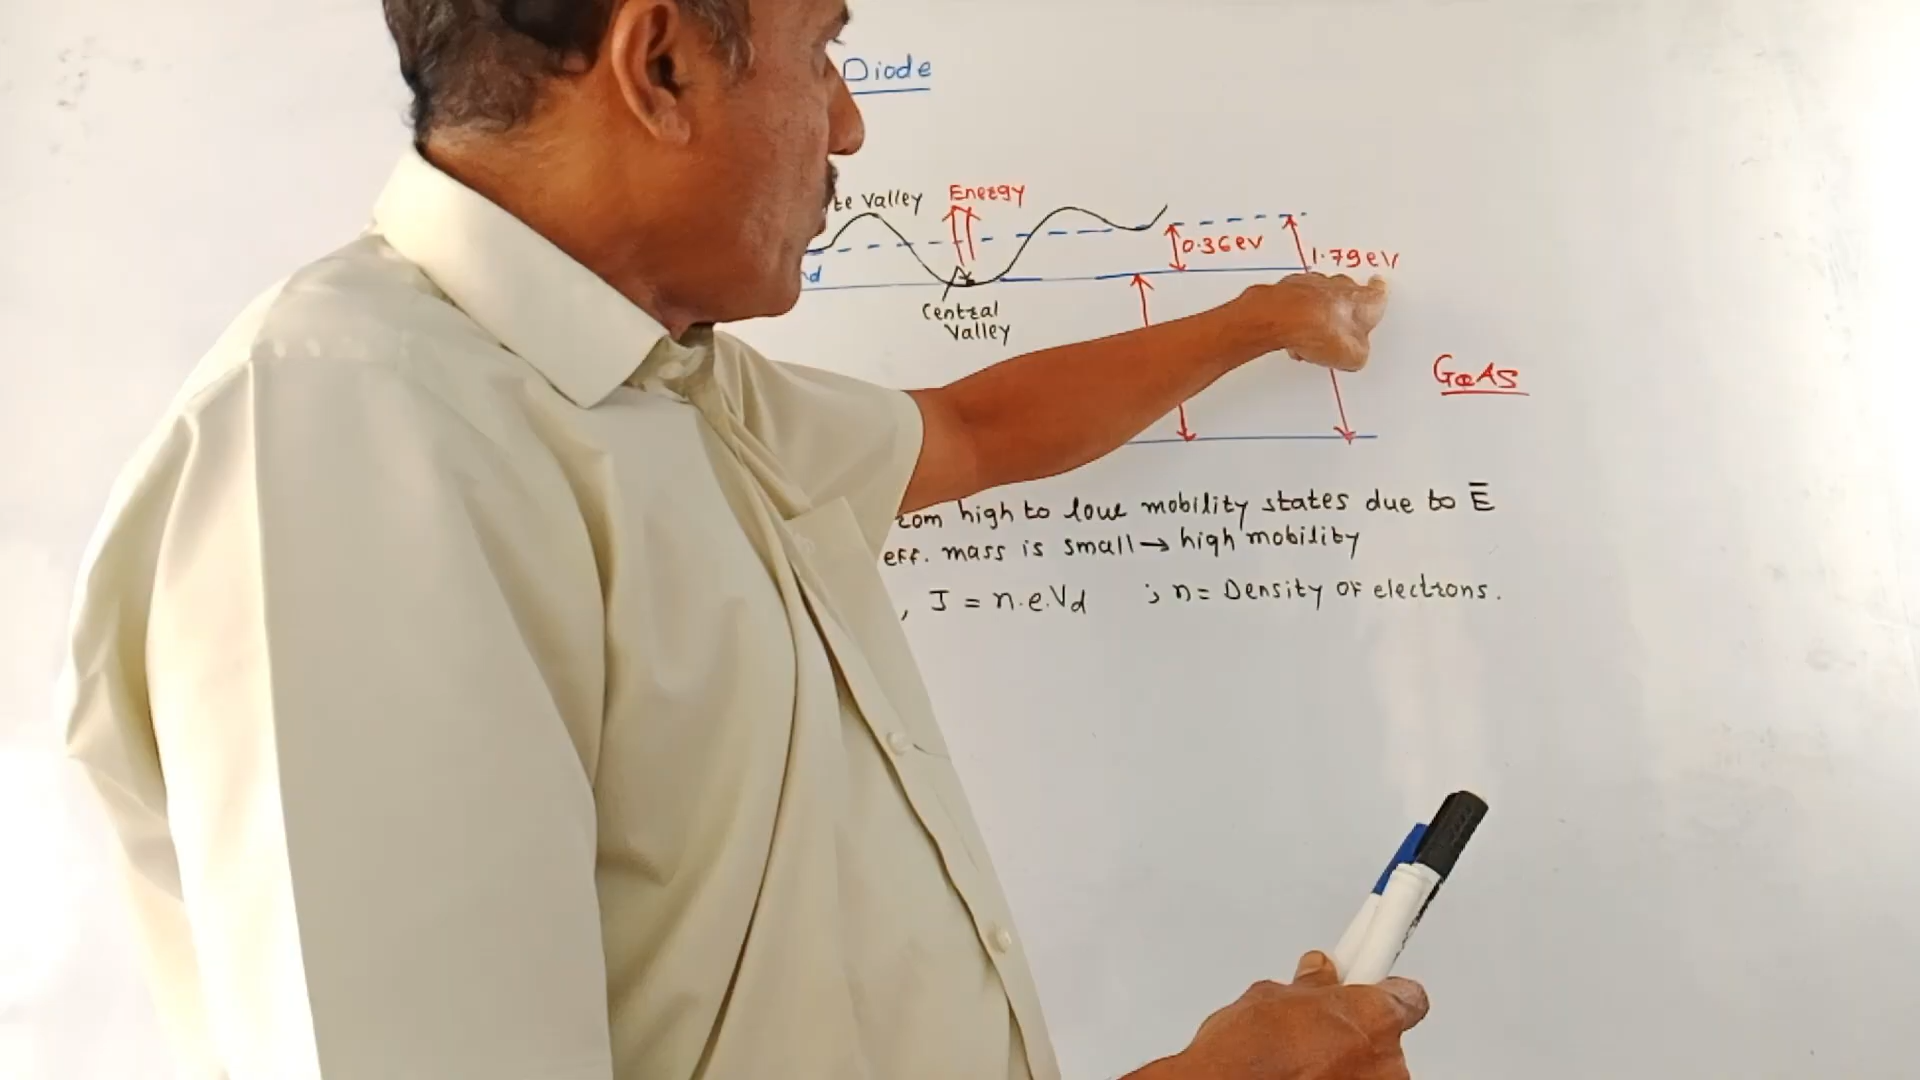 Diode
Valley
Energy
0.36eV
1.79eV
Central
Valley
GaAs
high to low mobility states due to E̅
eff. mass is small → high mobility
, J = n.e.Vd ; n = Density of electrons.